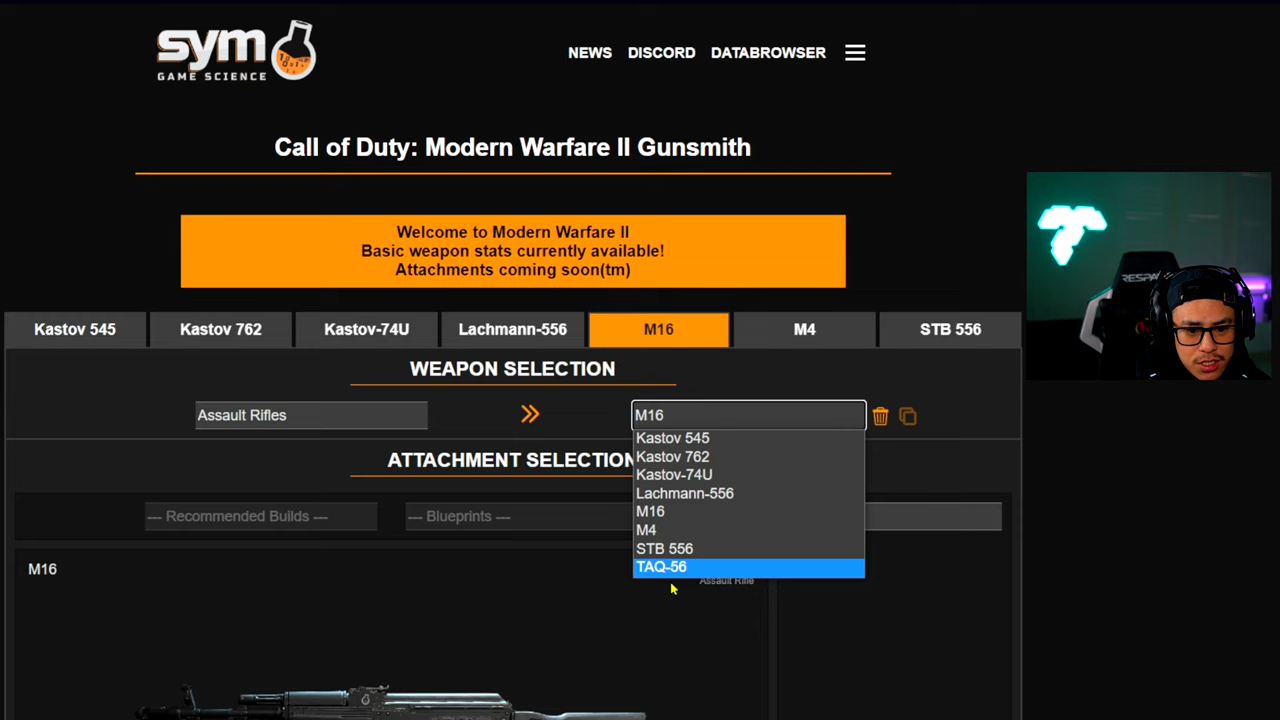 sym
GAME SCIENCE
NEWS DISCORD DATABROWSER
Call of Duty: Modern Warfare II Gunsmith
Welcome to Modern Warfare II
Basic weapon stats currently available!
Attachments coming soon(tm)
Kastov 545 Kastov 762 Kastov-74U Lachmann-556 M16 M4 STB 556
WEAPON SELECTION
Assault Rifles M16
Kastov 545
Kastov 762
Kastov-74U
Lachmann-556
M16
M4
STB 556
TAQ-56
ATTACHMENT SELECTION
--- Recommended Builds --- --- Blueprints ---
M16
Assault Rifle
RESPA